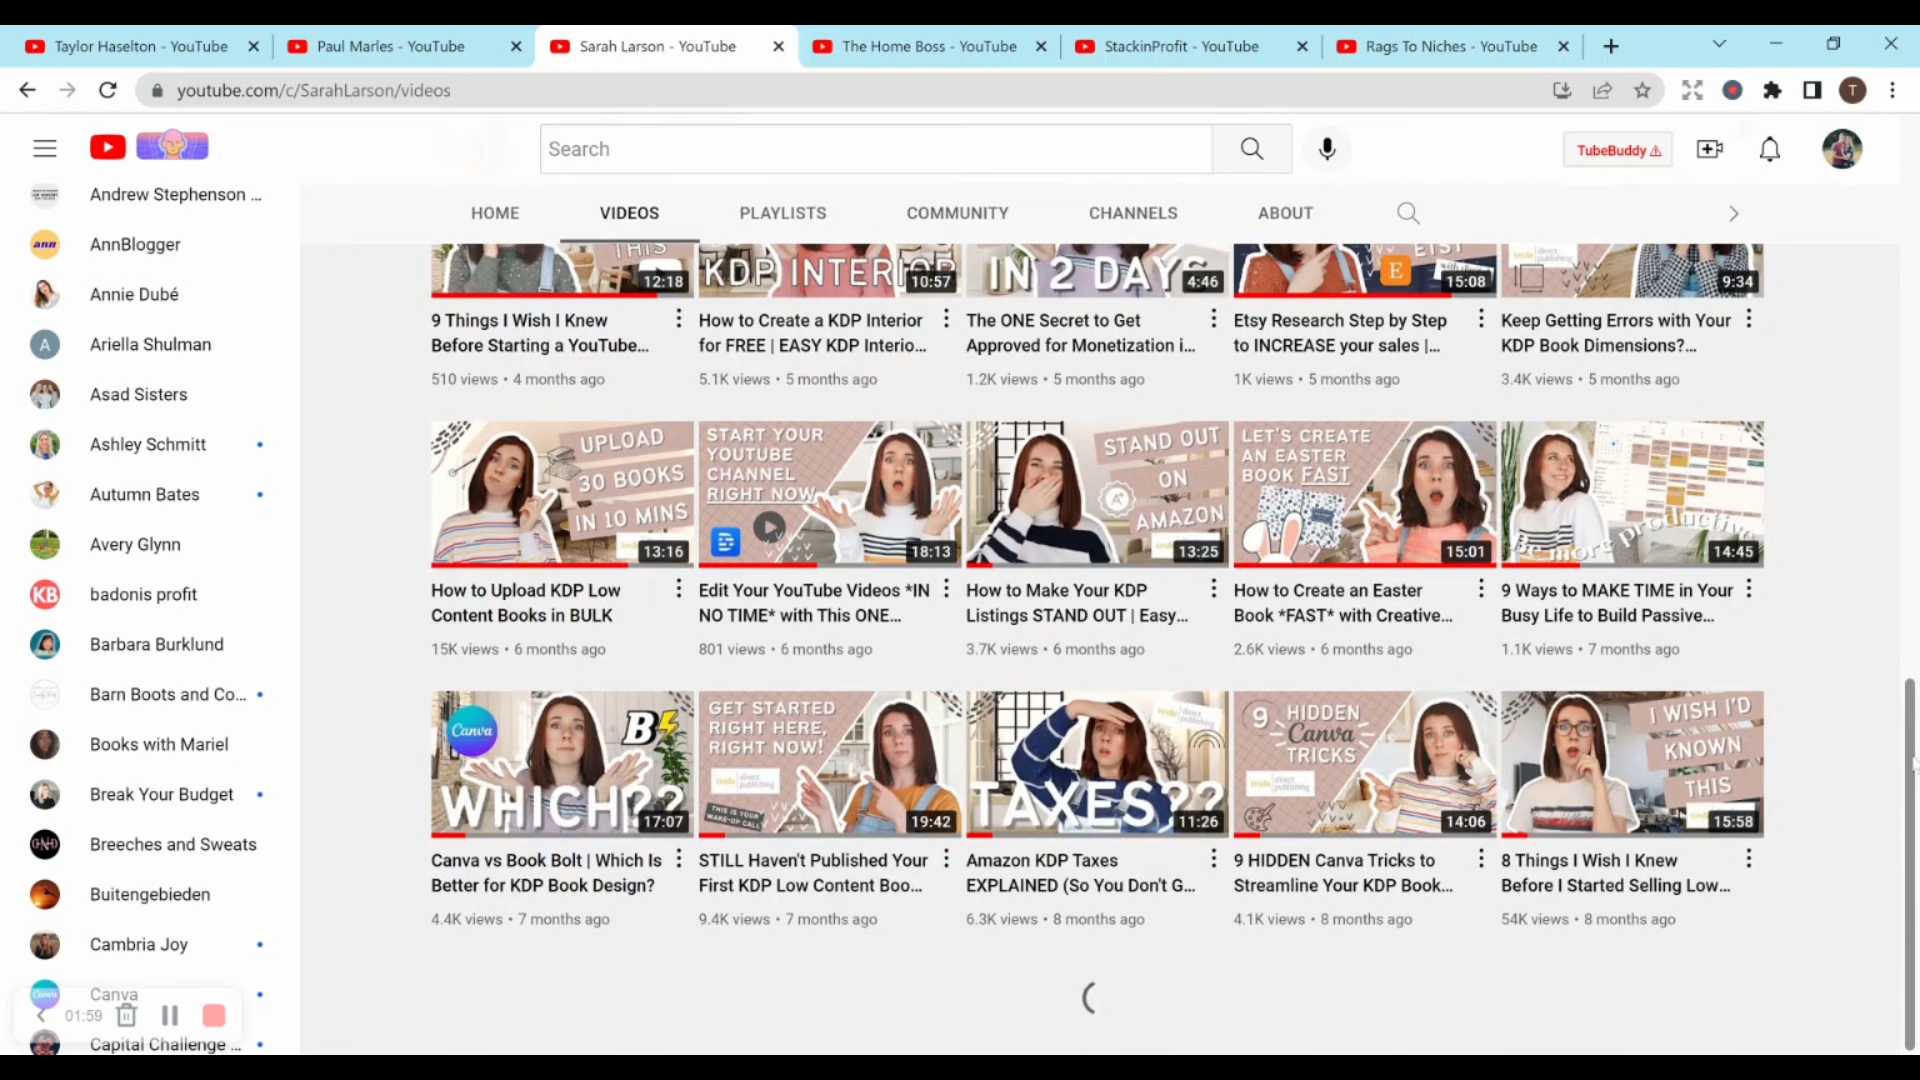 Taylor Haselton - YouTube
Paul Marles - YouTube
Sarah Larson - YouTube
The Home Boss - YouTube
StackinProfit - YouTube
Rags To Niches - YouTube
youtube.com/c/SarahLarson/videos
T
Search
TubeBuddy
HOME
VIDEOS
PLAYLISTS
COMMUNITY
CHANNELS
ABOUT
Andrew Stephenson ...
ann
AnnBlogger
Annie Dubé
A
Ariella Shulman
Asad Sisters
Ashley Schmitt
Autumn Bates
Avery Glynn
KB
badonis profit
Barbara Burklund
Barn Boots and Co...
Books with Mariel
Break Your Budget
Breeches and Sweats
Buitengebieden
Cambria Joy
Canva
01:59
Capital Challenge ...
THIS
12:18
KDP INTERIOR
10:57
IN 2 DAYS
4:46
ETSY
E
15:08
9:34
9 Things I Wish I Knew
Before Starting a YouTube...
510 views • 4 months ago
How to Create a KDP Interior
for FREE | EASY KDP Interio...
5.1K views • 5 months ago
The ONE Secret to Get
Approved for Monetization i...
1.2K views • 5 months ago
Etsy Research Step by Step
to INCREASE your sales |...
1K views • 5 months ago
Keep Getting Errors with Your
KDP Book Dimensions?...
3.4K views • 5 months ago
UPLOAD
30 BOOKS
IN 10 MINS
13:16
START YOUR
YOUTUBE
CHANNEL
RIGHT NOW
18:13
STAND OUT
ON
AMAZON
A+
13:25
LET'S CREATE
AN EASTER
BOOK FAST
15:01
Be more productive
14:45
How to Upload KDP Low
Content Books in BULK
15K views • 6 months ago
Edit Your YouTube Videos *IN
NO TIME* with This ONE...
801 views • 6 months ago
How to Make Your KDP
Listings STAND OUT | Easy...
3.7K views • 6 months ago
How to Create an Easter
Book *FAST* with Creative...
2.6K views • 6 months ago
9 Ways to MAKE TIME in Your
Busy Life to Build Passive...
1.1K views • 7 months ago
Canva
B
WHICH??
17:07
GET STARTED
RIGHT HERE,
RIGHT NOW!
kindle direct publishing
THIS IS YOUR
WAKE-UP CALL
19:42
TAXES??
11:26
9 HIDDEN
Canva
TRICKS
kindle direct publishing
14:06
I WISH I'D
KNOWN
THIS
15:58
Canva vs Book Bolt | Which Is
Better for KDP Book Design?
4.4K views • 7 months ago
STILL Haven't Published Your
First KDP Low Content Boo...
9.4K views • 7 months ago
Amazon KDP Taxes
EXPLAINED (So You Don't G...
6.3K views • 8 months ago
9 HIDDEN Canva Tricks to
Streamline Your KDP Book...
4.1K views • 8 months ago
8 Things I Wish I Knew
Before I Started Selling Low...
54K views • 8 months ago